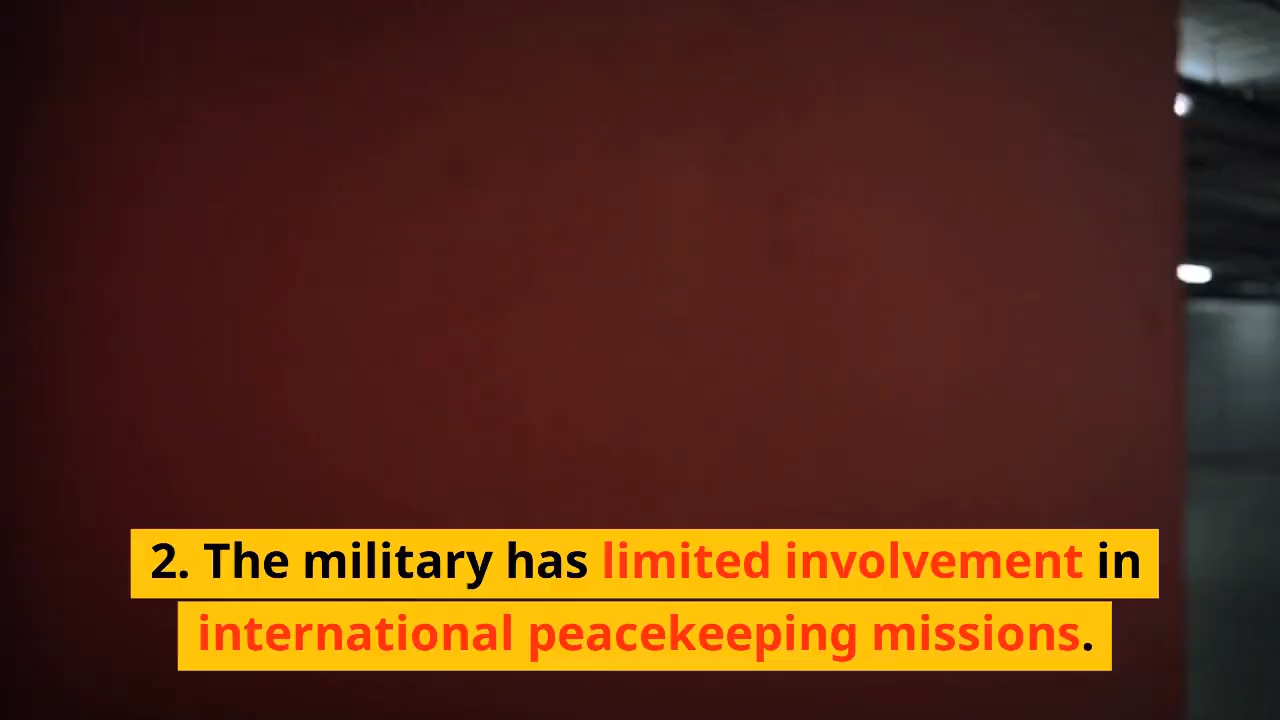 2. The military has limited involvement in
international peacekeeping missions.